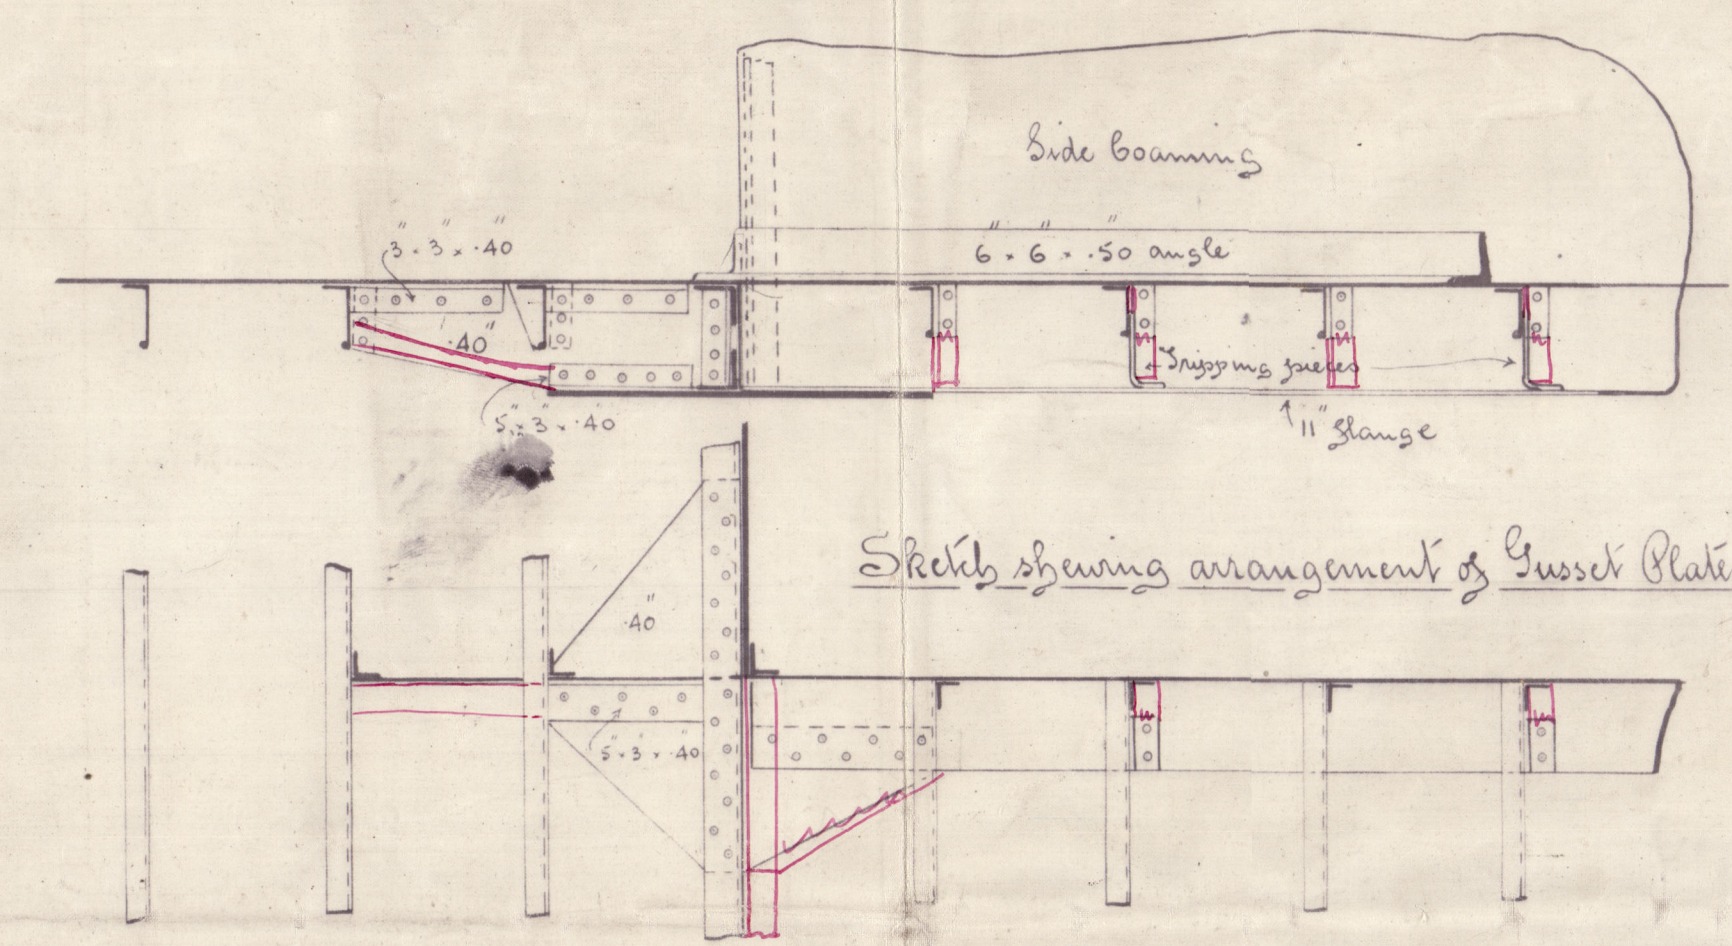 Side Coaming
3" × 3" × .40"
6" × 6" × .50" angle
.40"
Tripping pieces
5" × 3" × .40"
11" flange
Sketch shewing arrangement of Gusset Plate
.40"
5" × 3" × .40